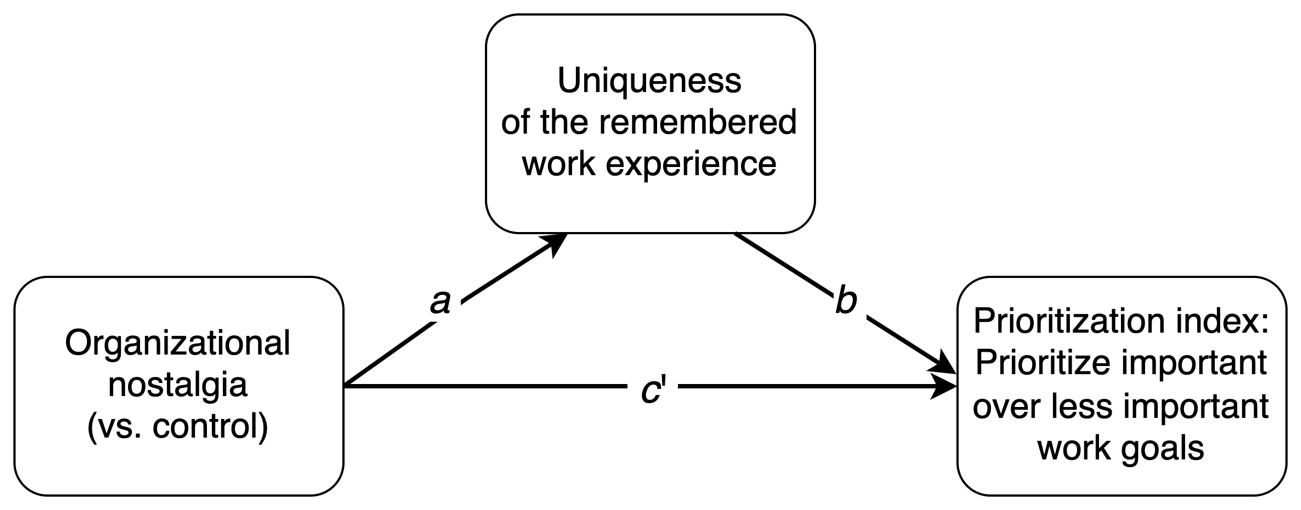 Uniqueness
of the remembered
work experience
a
b
Organizational
nostalgia
(vs. control)
c'
Prioritization index:
Prioritize important
over less important
work goals